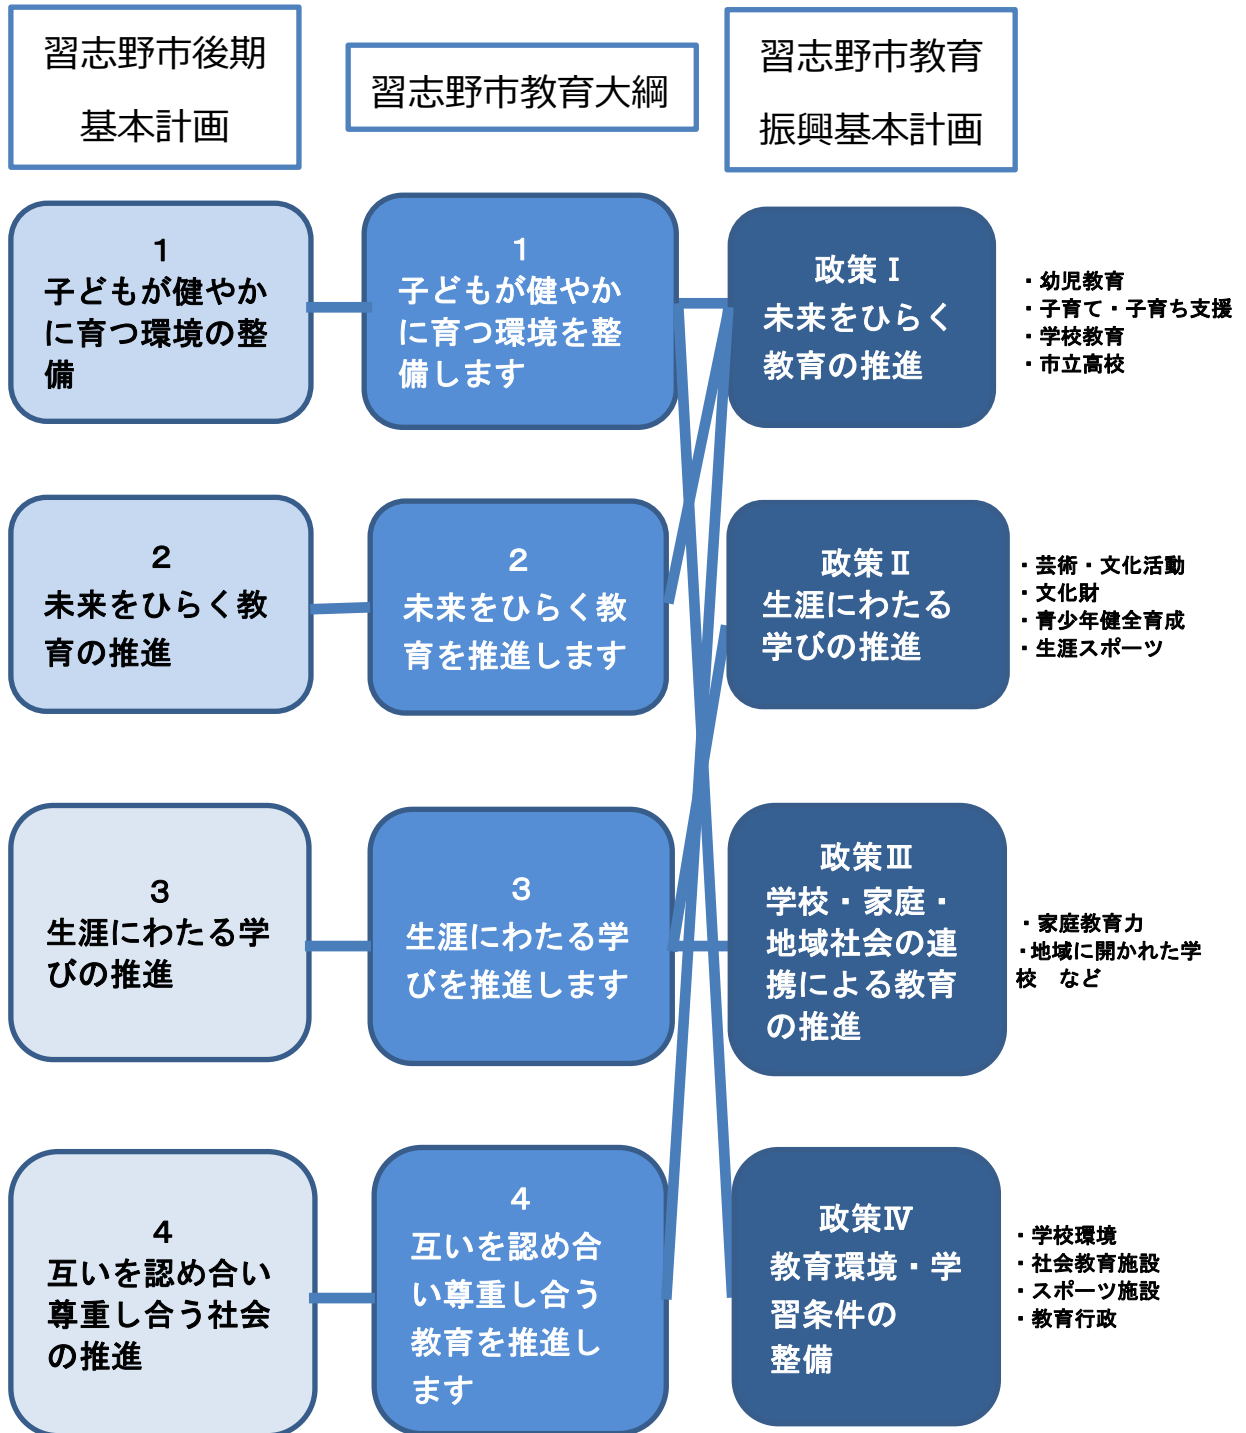 習志野市後期
基本計画
習志野市教育大綱
習志野市教育
振興基本計画
１
子どもが健やか
に育つ環境の整
備
１
子どもが健やか
に育つ環境を整
備します
政策Ⅰ
未来をひらく
教育の推進
・幼児教育
・子育て・子育ち支援
・学校教育
・市立高校
２
未来をひらく教
育の推進
２
未来をひらく教
育を推進します
政策Ⅱ
生涯にわたる
学びの推進
・芸術・文化活動
・文化財
・青少年健全育成
・生涯スポーツ
３
生涯にわたる学
びの推進
３
生涯にわたる学
びを推進します
政策Ⅲ
学校・家庭・
地域社会の連
携による教育
の推進
・家庭教育力
・地域に開かれた学
校　など
４
互いを認め合い
尊重し合う社会
の推進
４
互いを認め合
い尊重し合う
教育を推進し
ます
政策Ⅳ
教育環境・学
習条件の
整備
・学校環境
・社会教育施設
・スポーツ施設
・教育行政